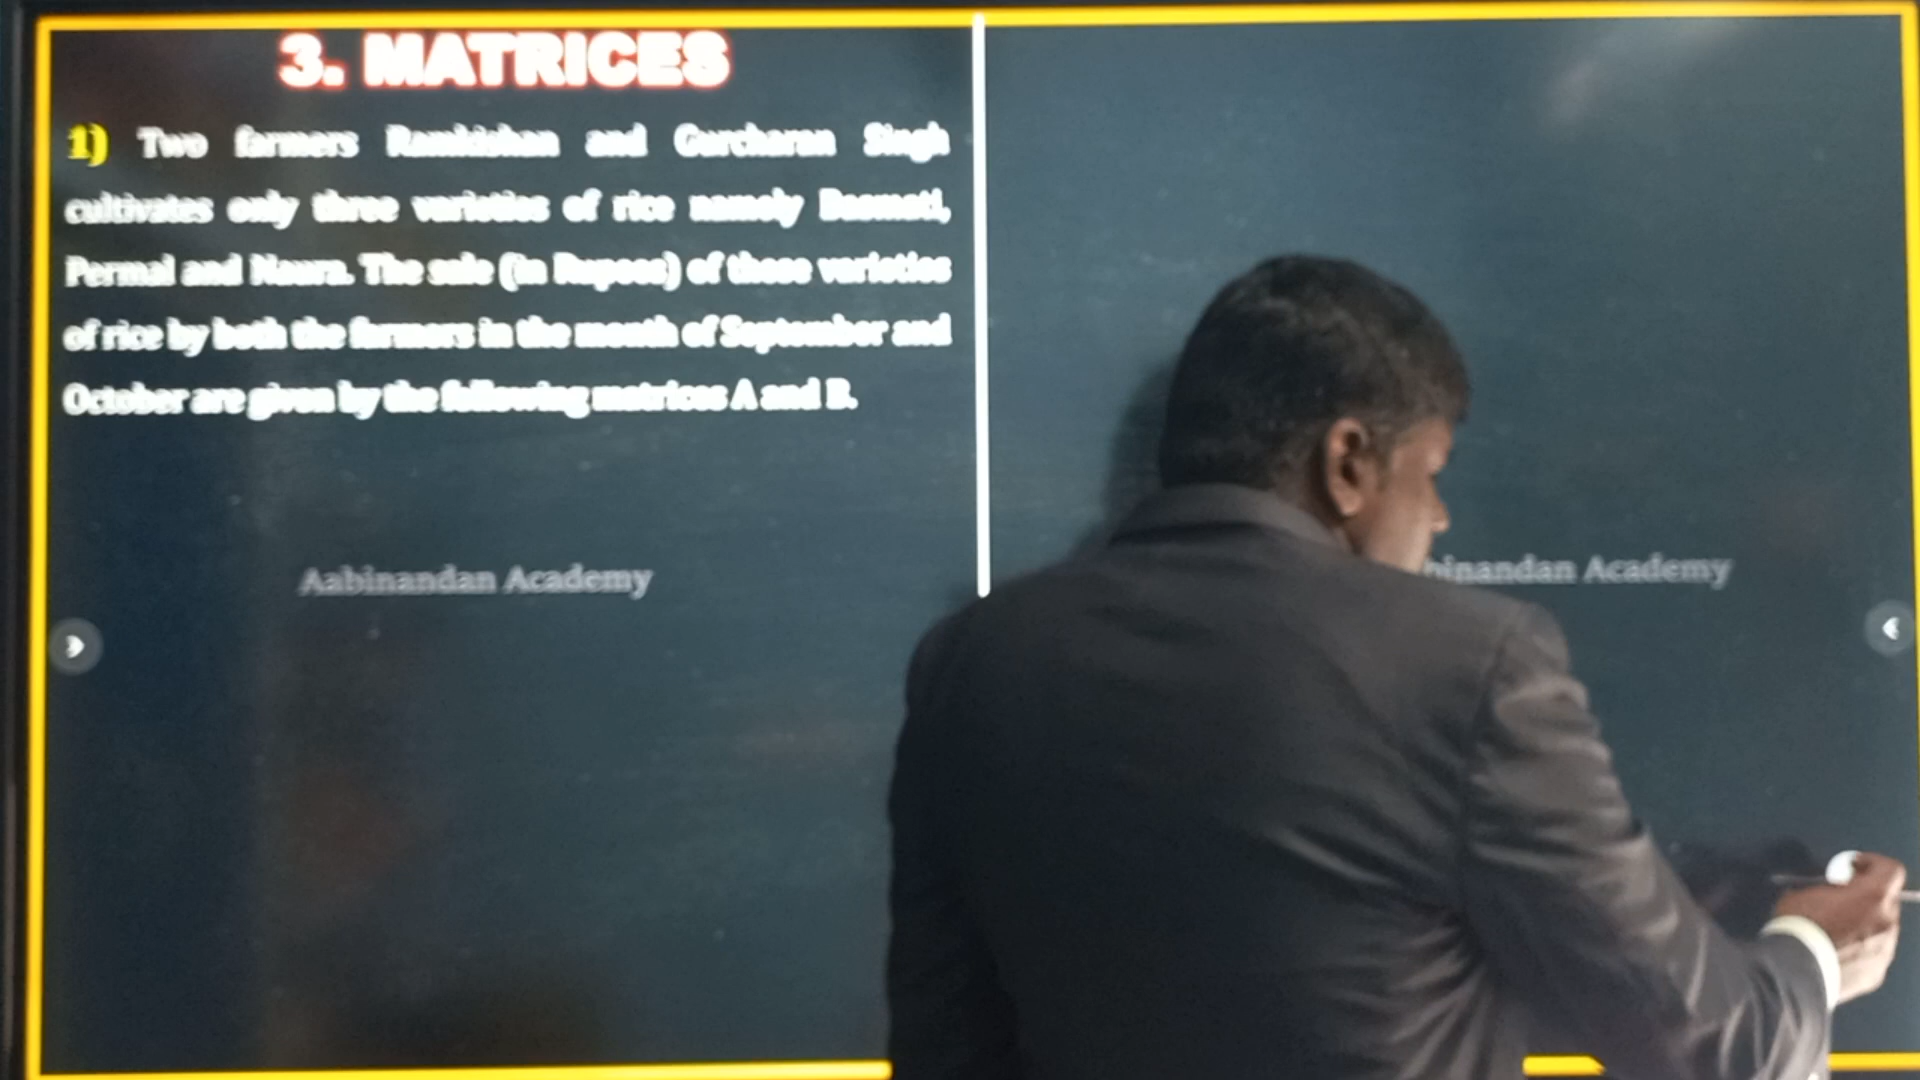 3. MATRICES
1) Two farmers Ramkishan and Gurcharan Singh
cultivates only three varieties of rice namely Basmati,
Permal and Naura. The sale (in Rupees) of these varieties
of rice by both the farmers in the month of September and
October are given by the following matrices A and B.
Aabinandan Academy
binandan Academy